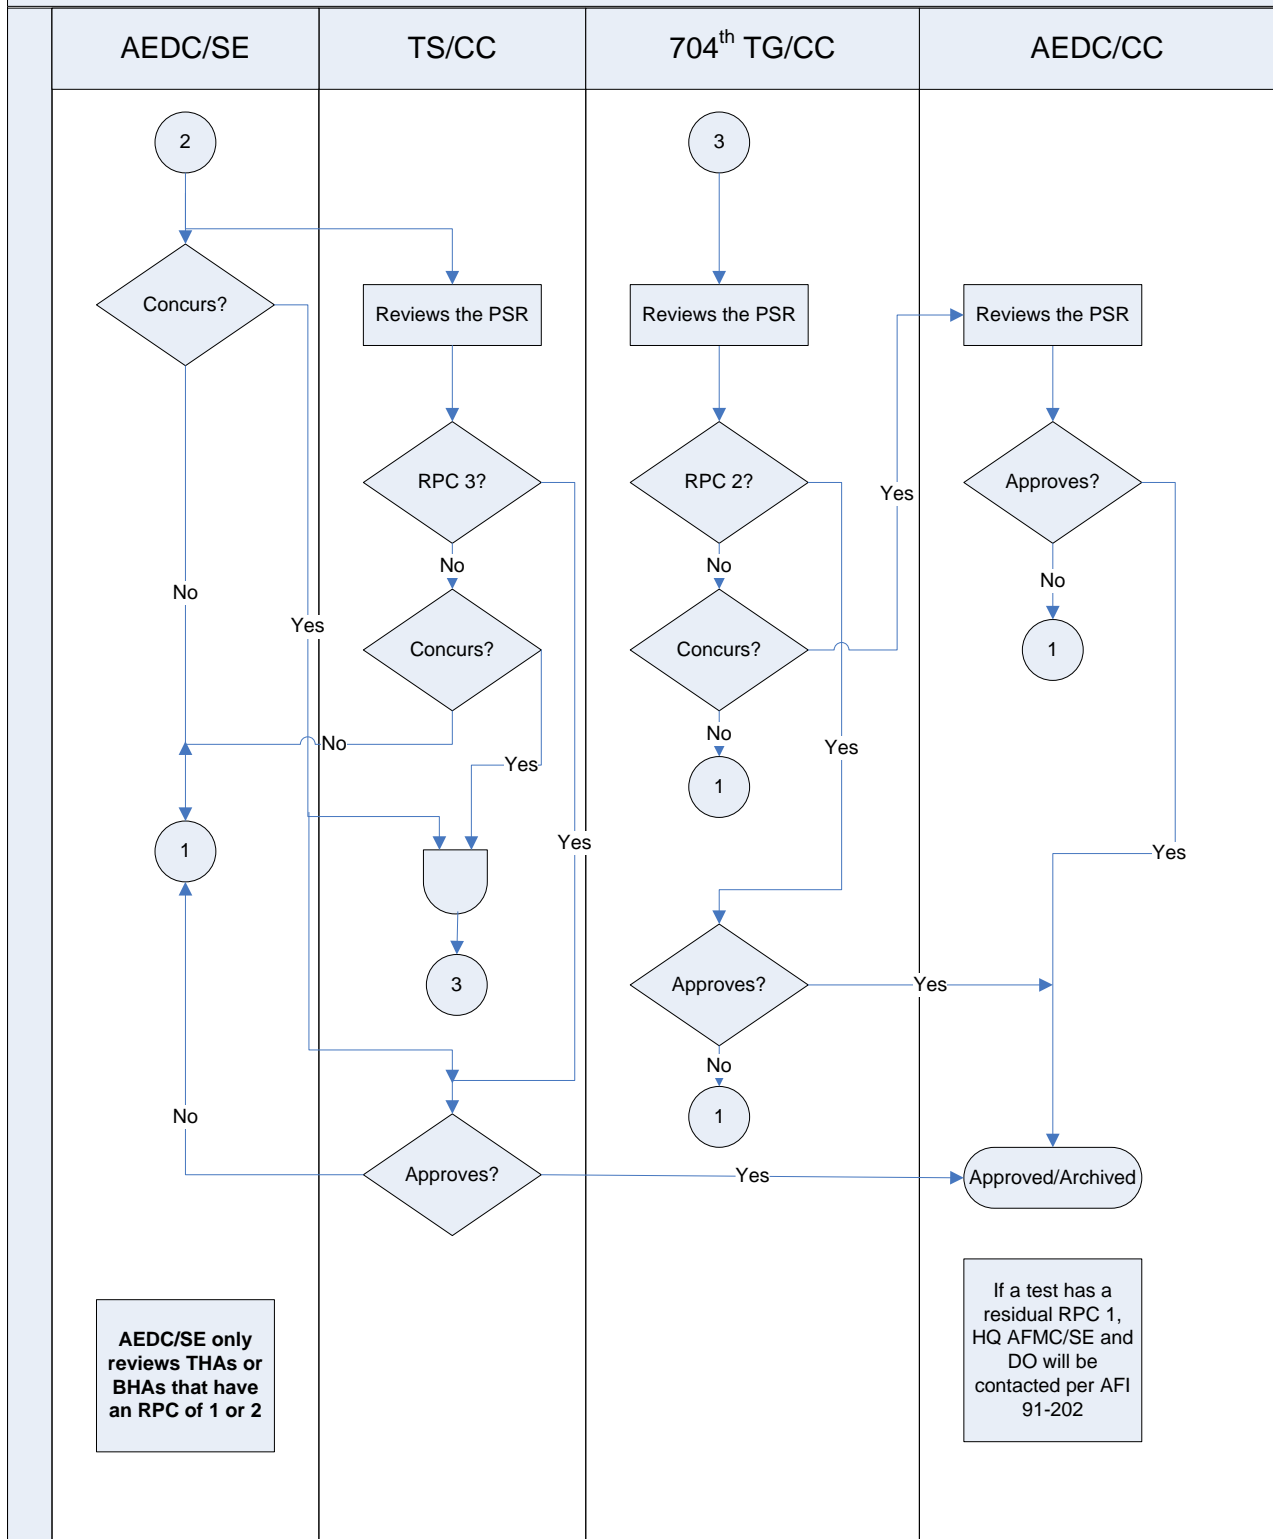 AEDC/SE
TS/CC
704th TG/CC
AEDC/CC
2
3
Concurs?
Reviews the PSR
Reviews the PSR
Reviews the PSR
RPC 3?
RPC 2?
Approves?
Yes
No
No
No
No
Yes
Concurs?
Concurs?
1
No
No
Yes
Yes
1
Yes
Yes
1
3
Approves?
Yes
No
No
1
Approves?
Yes
Approved/Archived
AEDC/SE only
reviews THAs or
BHAs that have
an RPC of 1 or 2
If a test has a
residual RPC 1,
HQ AFMC/SE and
DO will be
contacted per AFI
91-202